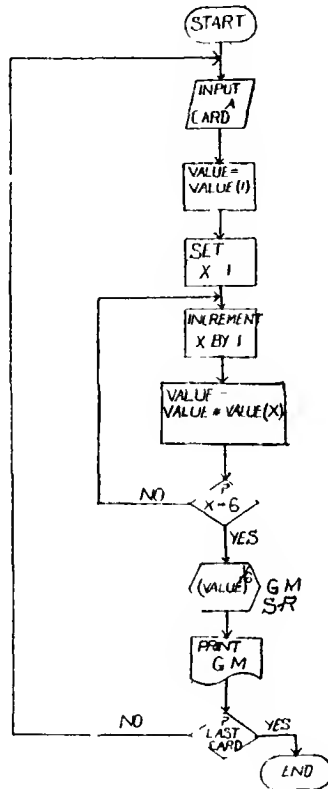 START
INPUT A
CARD
VALUE =
VALUE (1)
SET
X 1
INCREMENT
X BY 1
VALUE =
VALUE * VALUE (X)
?
X = 6
NO
YES
(VALUE)
G M
S R
PRINT
G M
?
LAST
CARD
NO
YES
END